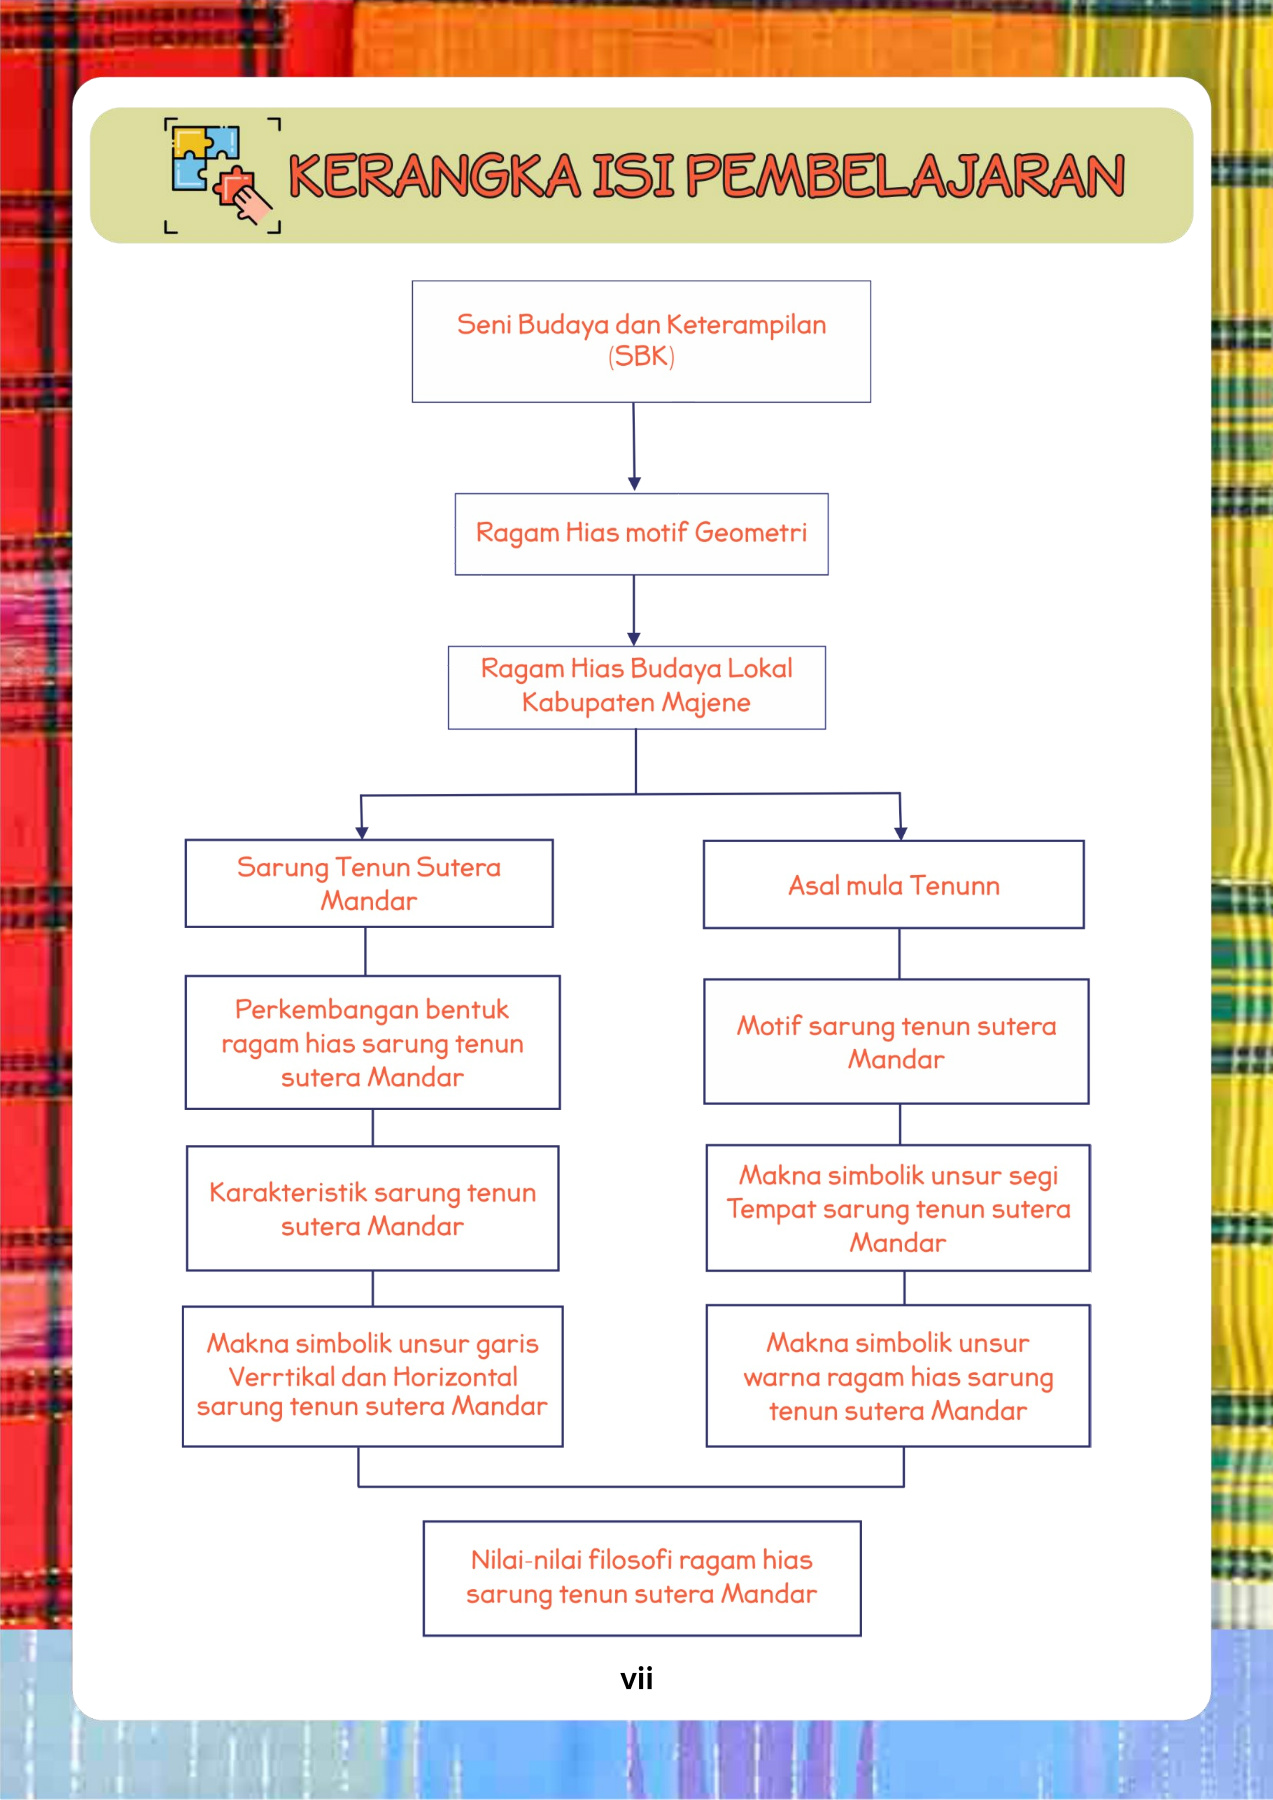 KERANGKA ISI PEMBELAJARAN
Seni Budaya dan Keterampilan
(SBK)
Ragam Hias motif Geometri
Ragam Hias Budaya Lokal
Kabupaten Majene
Sarung Tenun Sutera
Mandar
Asal mula Tenunn
Perkembangan bentuk
ragam hias sarung tenun
sutera Mandar
Motif sarung tenun sutera
Mandar
Karakteristik sarung tenun
sutera Mandar
Makna simbolik unsur segi
Tempat sarung tenun sutera
Mandar
Makna simbolik unsur garis
Verrtikal dan Horizontal
sarung tenun sutera Mandar
Makna simbolik unsur
warna ragam hias sarung
tenun sutera Mandar
Nilai-nilai filosofi ragam hias
sarung tenun sutera Mandar
vii